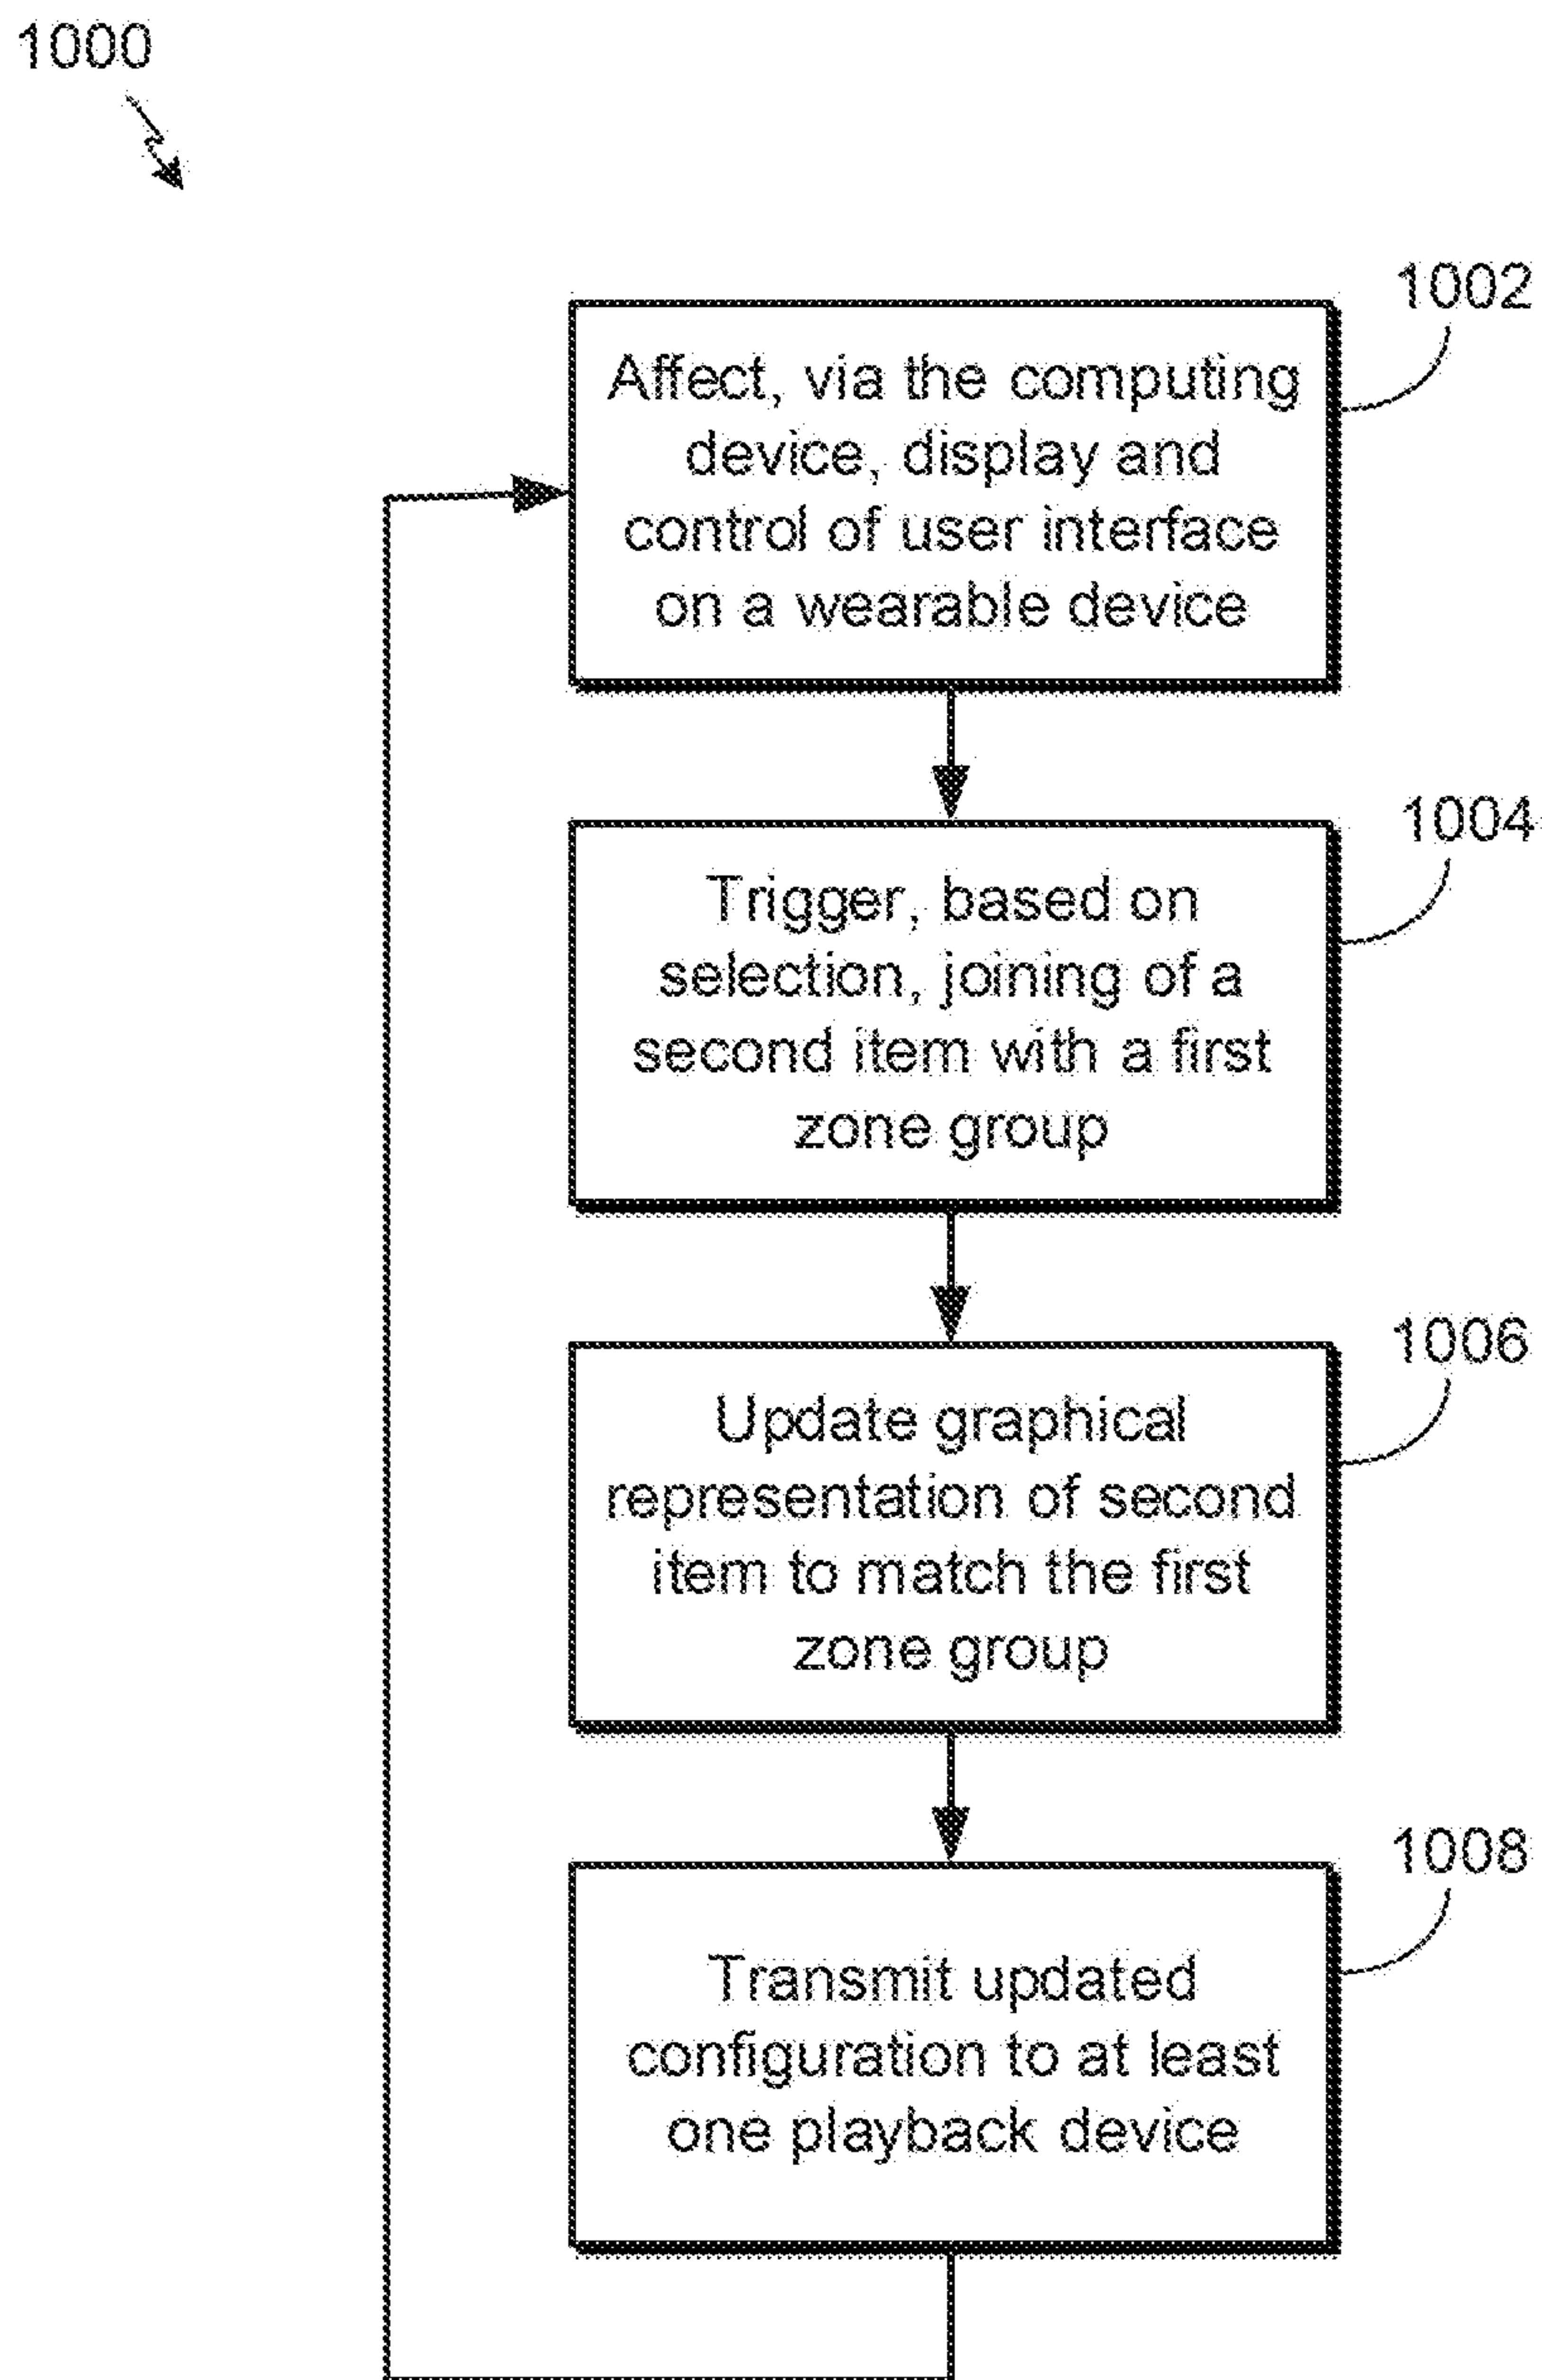 1000
1002
Affect, via the computing
device, display and
control of user interface
on a wearable device
1004
Trigger, based on
selection, joining of a
second item with a first
zone group
1006
Update graphical
representation of second
item to match the first
zone group
1008
Transmit updated
configuration to at least
one playback device